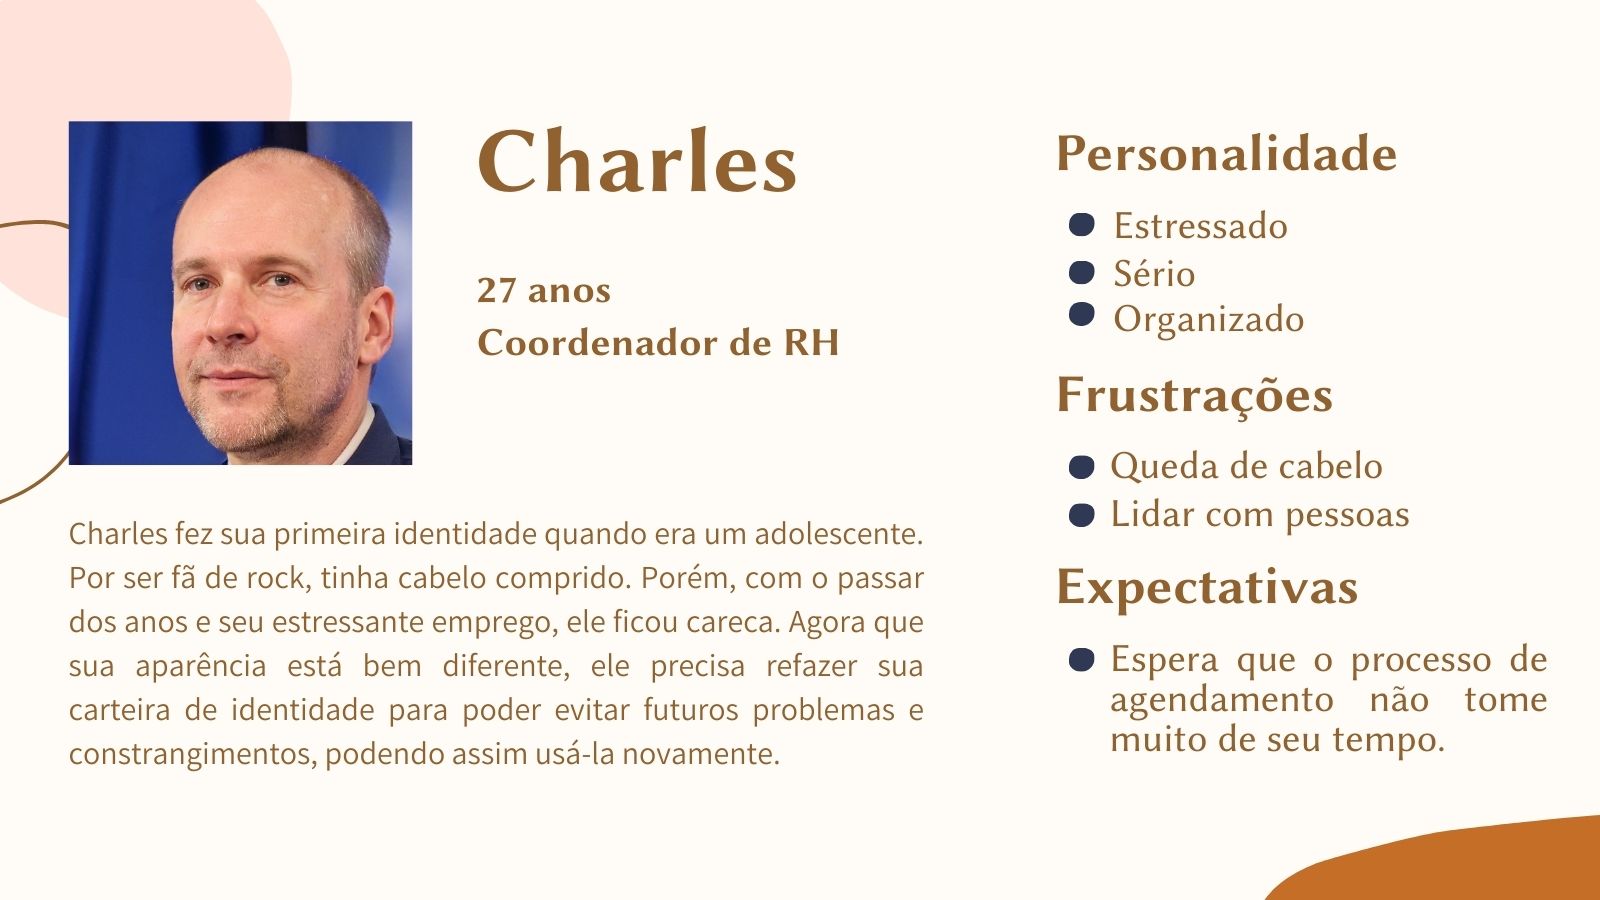 Charles
27 anos
Coordenador de RH
Charles fez sua primeira identidade quando era um adolescente.
Por ser fã de rock, tinha cabelo comprido. Porém, com o passar
dos anos e seu estressante emprego, ele ficou careca. Agora que
sua aparência está bem diferente, ele precisa refazer sua
carteira de identidade para poder evitar futuros problemas e
constrangimentos, podendo assim usá-la novamente.
Personalidade
Estressado
Sério
Organizado
Frustrações
Queda de cabelo
Lidar com pessoas
Expectativas
Espera que o processo de
agendamento não tome
muito de seu tempo.